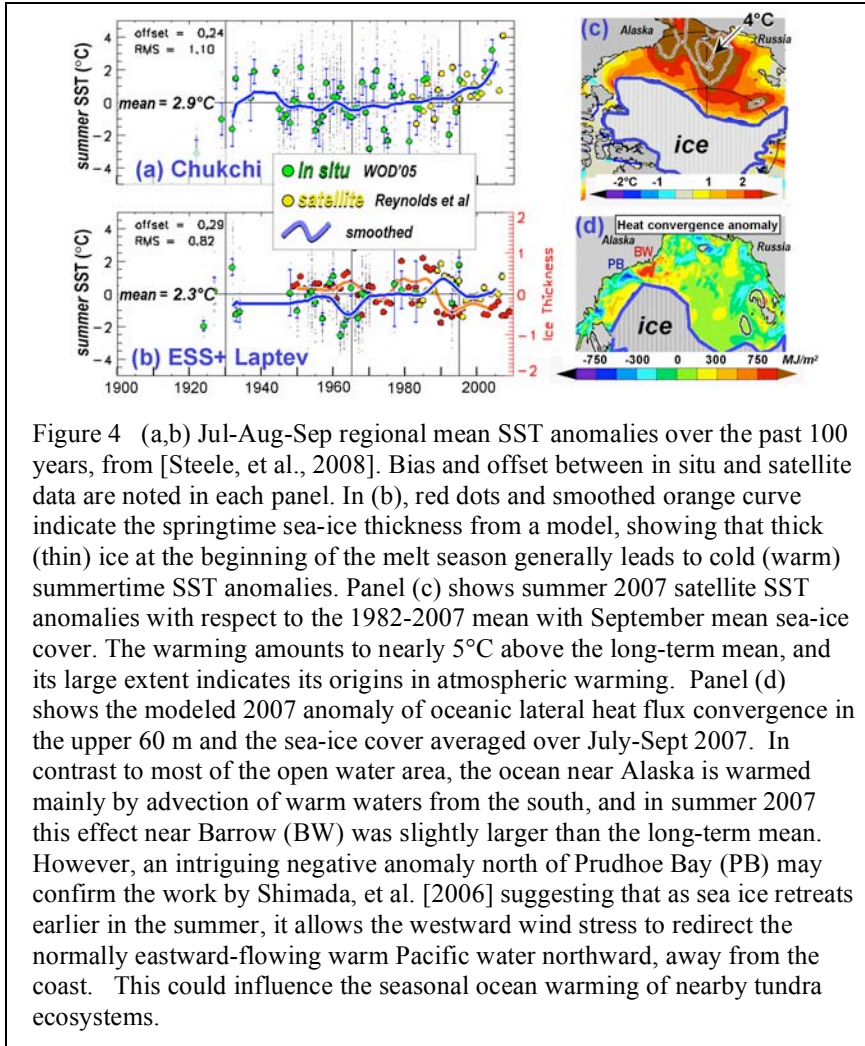 offset = 0.24
RMS = 1.10
summer SST (°C)
4
2
0
-2
-4
mean = 2.9°C
(a) Chukchi
in situ WOD'05
satellite Reynolds et al
smoothed
offset = 0.29
RMS = 0.82
summer SST (°C)
4
2
0
-2
-4
mean = 2.3°C
(b) ESS+ Laptev
2
1
0
-1
-2
Ice Thickness
1900 1920 1940 1960 1980 2000
(c)
Alaska
4°C
Russia
ice
-2°C -1 1 2
(d)
Heat convergence anomaly
Alaska
Russia
PB
BW
ice
-750 -300 0 300 750 MJ/m²
Figure 4 (a,b) Jul-Aug-Sep regional mean SST anomalies over the past 100
years, from [Steele, et al., 2008]. Bias and offset between in situ and satellite
data are noted in each panel. In (b), red dots and smoothed orange curve
indicate the springtime sea-ice thickness from a model, showing that thick
(thin) ice at the beginning of the melt season generally leads to cold (warm)
summertime SST anomalies. Panel (c) shows summer 2007 satellite SST
anomalies with respect to the 1982-2007 mean with September mean sea-ice
cover. The warming amounts to nearly 5°C above the long-term mean, and
its large extent indicates its origins in atmospheric warming. Panel (d)
shows the modeled 2007 anomaly of oceanic lateral heat flux convergence in
the upper 60 m and the sea-ice cover averaged over July-Sept 2007. In
contrast to most of the open water area, the ocean near Alaska is warmed
mainly by advection of warm waters from the south, and in summer 2007
this effect near Barrow (BW) was slightly larger than the long-term mean.
However, an intriguing negative anomaly north of Prudhoe Bay (PB) may
confirm the work by Shimada, et al. [2006] suggesting that as sea ice retreats
earlier in the summer, it allows the westward wind stress to redirect the
normally eastward-flowing warm Pacific water northward, away from the
coast. This could influence the seasonal ocean warming of nearby tundra
ecosystems.